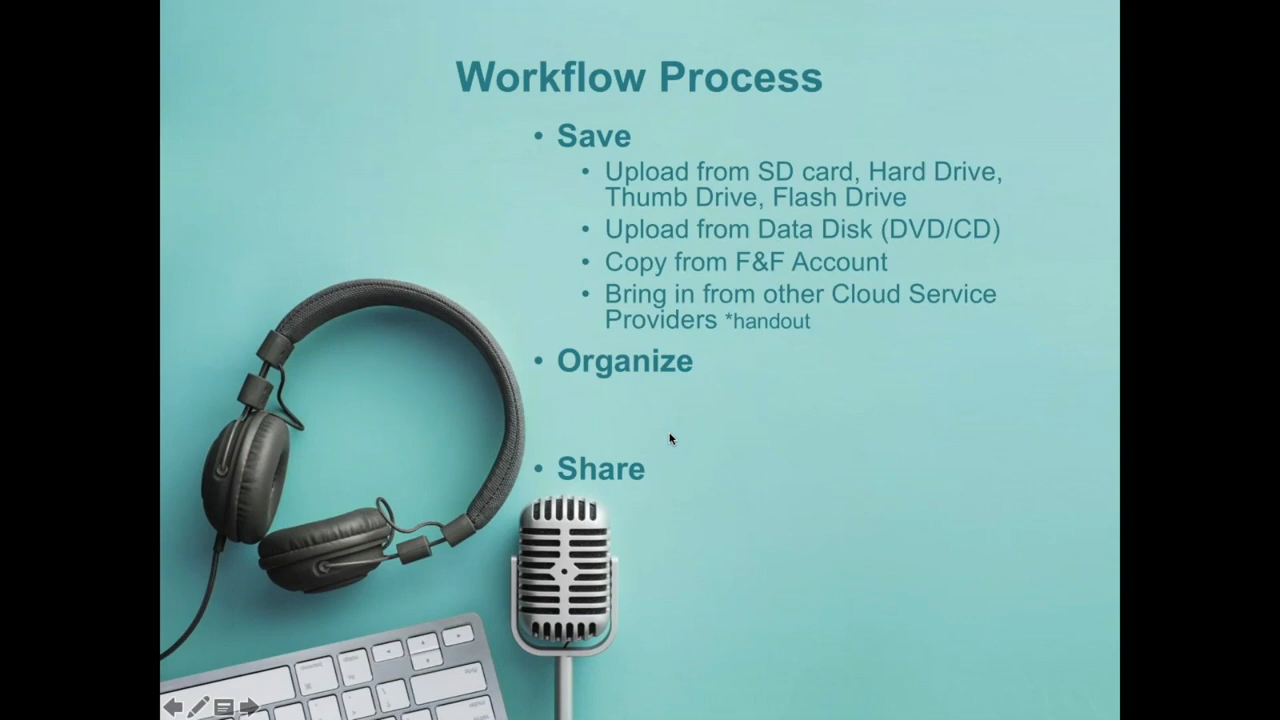 Workflow Process
• Save
• Upload from SD card, Hard Drive,
Thumb Drive, Flash Drive
• Upload from Data Disk (DVD/CD)
• Copy from F&F Account
• Bring in from other Cloud Service
Providers *handout
• Organize
• Share